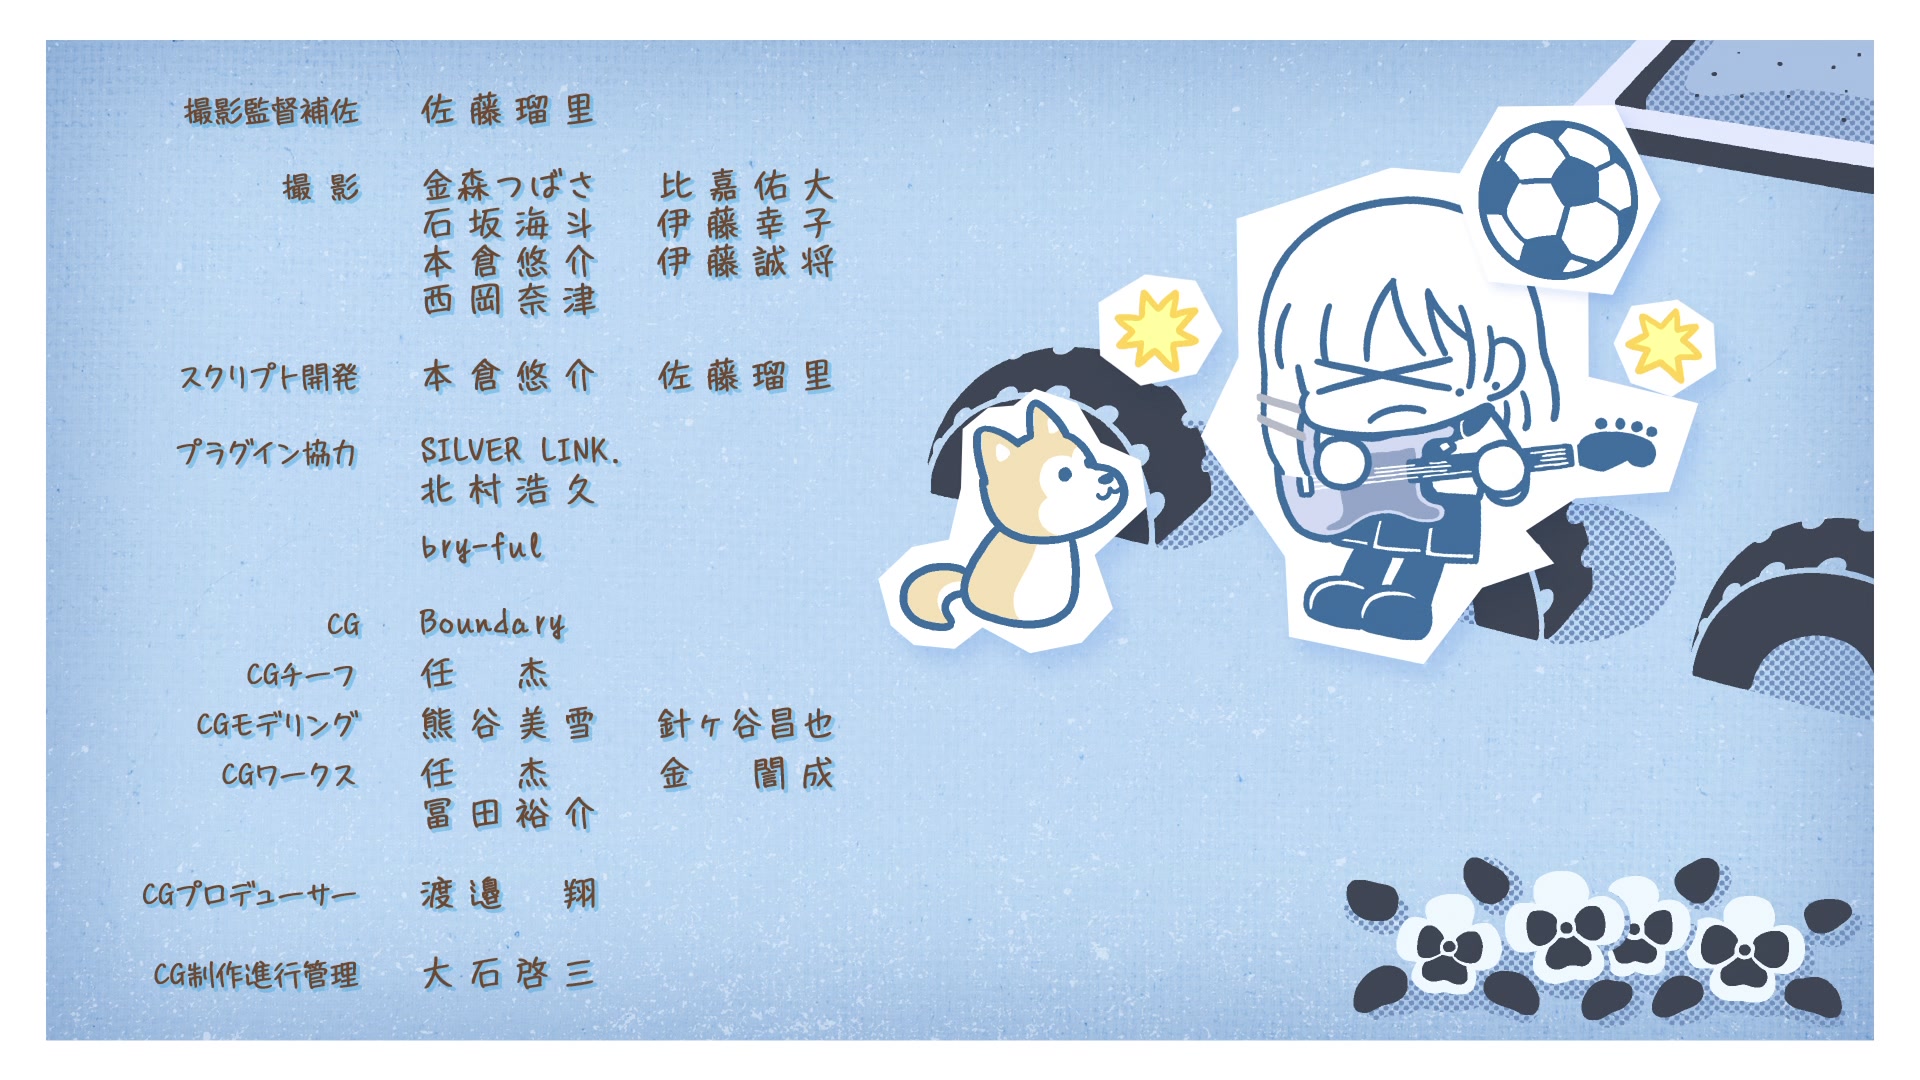 撮影監督補佐 佐藤瑠里
撮影 金森つばさ 比嘉佑大
石坂海斗 伊藤幸子
本倉悠介 伊藤誠将
西岡奈津
スクリプト開発 本倉悠介 佐藤瑠里
プラグイン協力 SILVER LINK.
北村浩久
bry-ful
CG Boundary
CGチーフ 任杰
CGモデリング 熊谷美雪 針ヶ谷昌也
CGワークス 任杰 金誾成
冨田裕介
CGプロデューサー 渡邉翔
CG制作進行管理 大石啓三